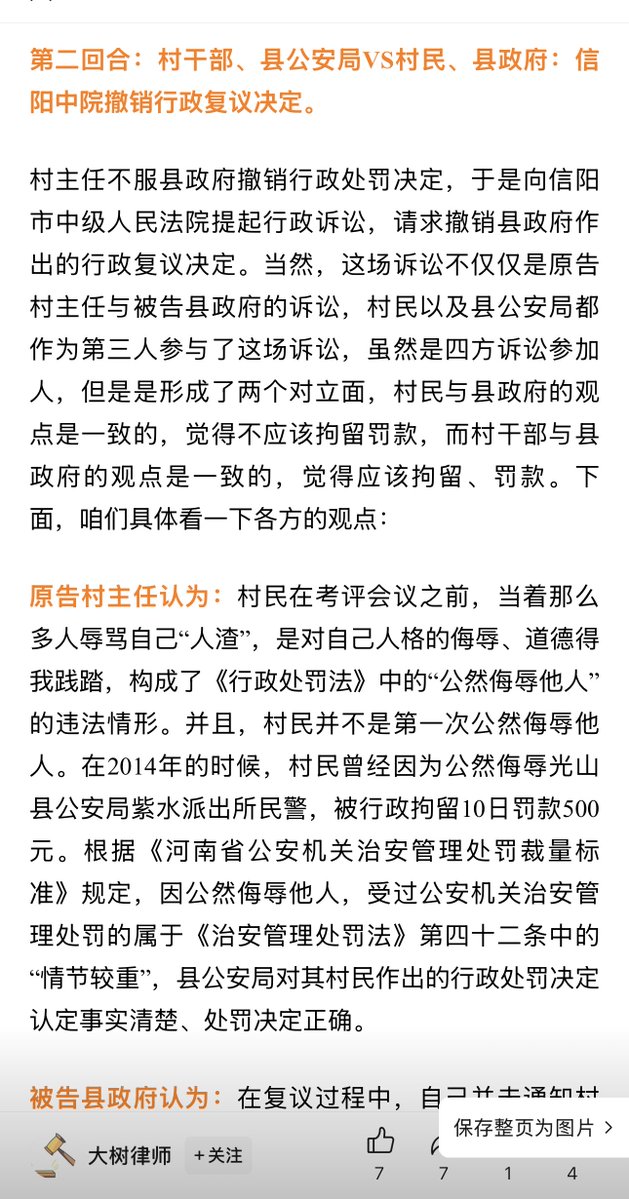 第二回合：村干部、县公安局VS村民、县政府：信
阳中院撤销行政复议决定。
村主任不服县政府撤销行政处罚决定，于是向信阳
市中级人民法院提起行政诉讼，请求撤销县政府作
出的行政复议决定。当然，这场诉讼不仅仅是原告
村主任与被告县政府的诉讼，村民以及县公安局都
作为第三人参与了这场诉讼，虽然是四方诉讼参加
人，但是是形成了两个对立面，村民与县政府的观
点是一致的，觉得不应该拘留罚款，而村干部与县
政府的观点是一致的，觉得应该拘留、罚款。下
面，咱们具体看一下各方的观点：
原告村主任认为：村民在考评会议之前，当着那么
多人辱骂自己“人渣”，是对自己人格的侮辱、道德得
我践踏，构成了《行政处罚法》中的“公然侮辱他人”
的违法情形。并且，村民并不是第一次公然侮辱他
人。在2014年的时候，村民曾经因为公然侮辱光山
县公安局紫水派出所民警，被行政拘留10日罚款500
元。根据《河南省公安机关治安管理处罚裁量标
准》规定，因公然侮辱他人，受过公安机关治安管
理处罚的属于《治安管理处罚法》第四十二条中的
“情节较重”，县公安局对其村民作出的行政处罚决定
认定事实清楚、处罚决定正确。
被告县政府认为：在复议过程中，自己并未通知村
保存整页为图片 >
大树律师 +关注
7 7 1 4